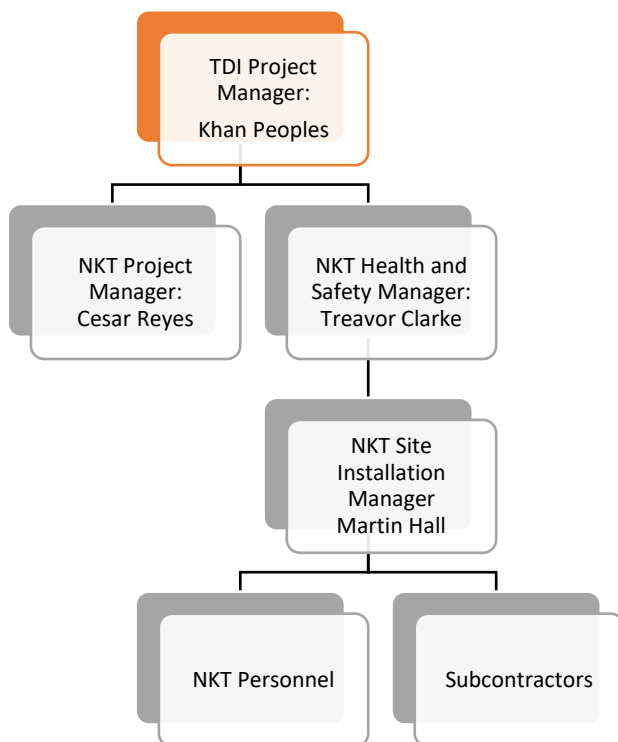 TDI Project
Manager:
Khan Peoples
NKT Project
Manager:
Cesar Reyes
NKT Health and
Safety Manager:
Treavor Clarke
NKT Site
Installation
Manager
Martin Hall
NKT Personnel
Subcontractors